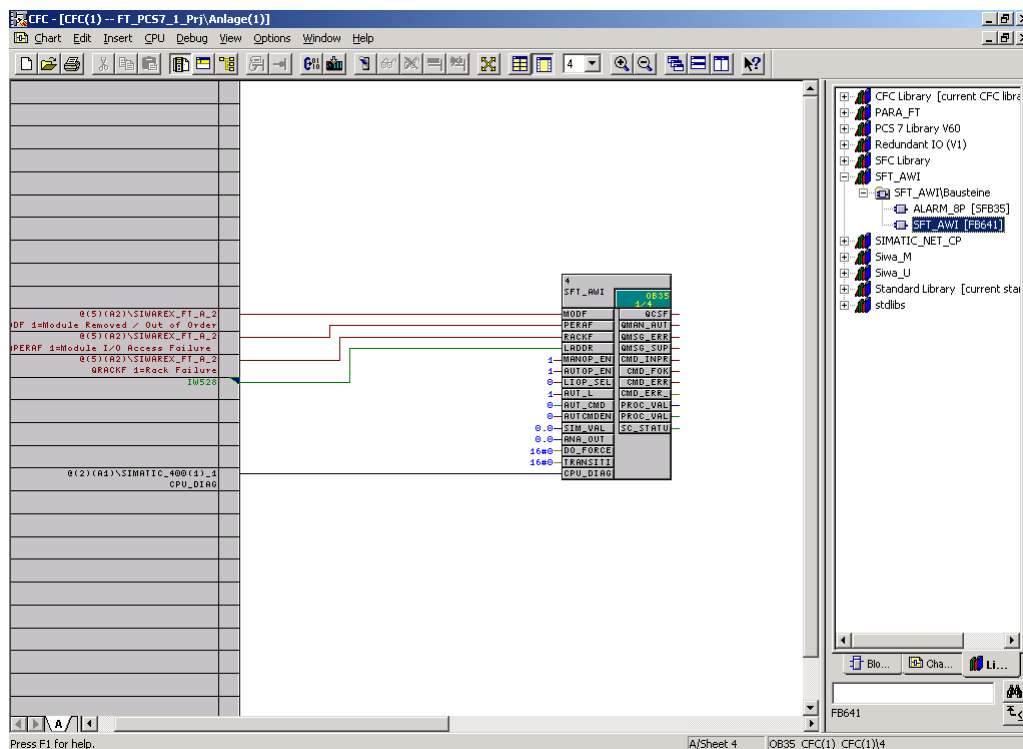 CFC - [CFC(1) -- FT_PCS7_1_Prj\Anlage(1)]
Chart Edit Insert CPU Debug View Options Window Help
4
CFC Library [current CFC libra
PARA_FT
PCS 7 Library V60
Redundant IO (V1)
SFC Library
SFT_AWI
SFT_AWI\Bausteine
ALARM_8P [SFB35]
SFT_AWI [FB641]
SIMATIC_NET_CP
Siwa_M
Siwa_U
Standard Library [current star
stdlibs
4
SFT_AWI
OB35
1/4
@(5)(A2)\SIWAREX_FT_A_2
DF 1=Module Removed / Out of Order
@(5)(A2)\SIWAREX_FT_A_2
PERAF 1=Module I/O Access Failure
@(5)(A2)\SIWAREX_FT_A_2
QRACKF 1=Rack Failure
IW528
@(2)(A1)\SIMATIC_400(1)_1
CPU_DIAG
MODF QCSF
PERAF QMAN_AUT
RACKF QMSG_ERR
LADDR QMSG_SUP
1 MANOP_EN CMD_INPR
1 AUTOP_EN CMD_FOK
0 LIOP_SEL CMD_ERR
1 AUT_L CMD_ERR_
0 AUT_CMD PROC_VAL
0 AUTCMDEN PROC_VAL
0.0 SIM_VAL SC_STATU
0.0 ANA_OUT
16#0 DO_FORCE
16#0 TRANSITI
CPU_DIAG
Blo... Cha... Li...
FB641
A
Press F1 for help.
A/Sheet 4
OB35 CFC(1) CFC(1)\4